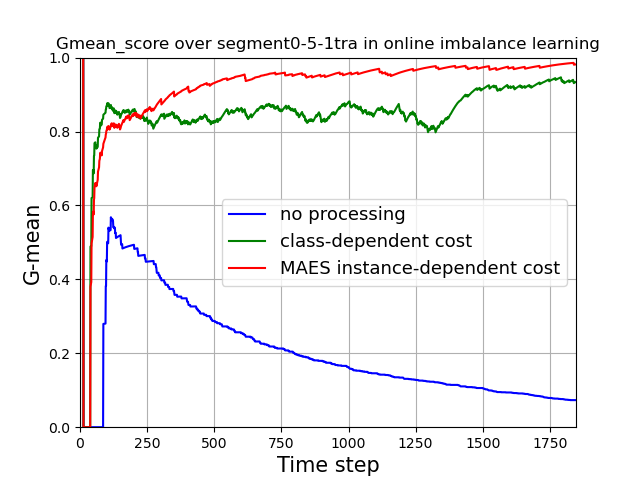 Gmean_score over segment0-5-1tra in online imbalance learning
1.0
0.8
0.6
0.4
0.2
0.0
G-mean
no processing
class-dependent cost
MAES instance-dependent cost
0 250 500 750 1000 1250 1500 1750
Time step